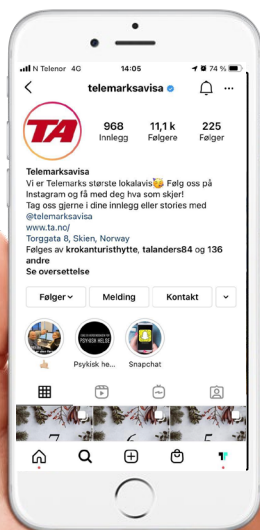 N Telenor 4G 14:05 74 %
telemarksavisa
TA
968 11,1 k 225
Innlegg Følgere Følger
Telemarksavisa
Vi er Telemarks største lokalavis🥳 Følg oss på
Instagram og få med deg hva som skjer!
Tag oss gjerne i dine innlegg eller stories med
@telemarksavisa
www.ta.no/
Torggata 8, Skien, Norway
Følges av krokanturisthytte, talanders84 og 136
andre
Se oversettelse
Følger Melding Kontakt
PSYKISK HELSE
👍🏻 Psykisk he... Snapchat
7 6 5